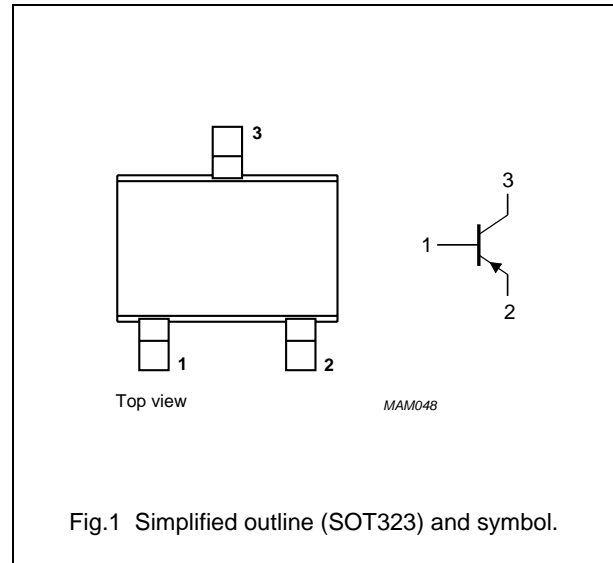 3
1
2
Top view
3
1
2
MAM048
Fig.1 Simplified outline (SOT323) and symbol.